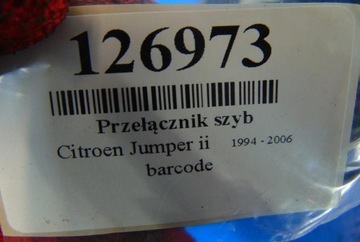 126973
Przełącznik szyb
Citroen Jumper ii 1994 - 2006
barcode